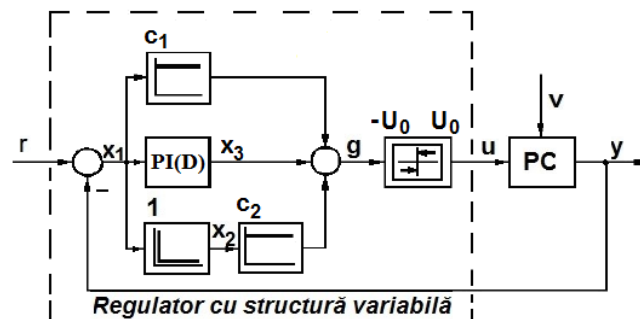 c1
-U0 U0
v
r
x1
PI(D)
x3
g
u
PC
y
−
1
x2
c2
Regulator cu structură variabilă